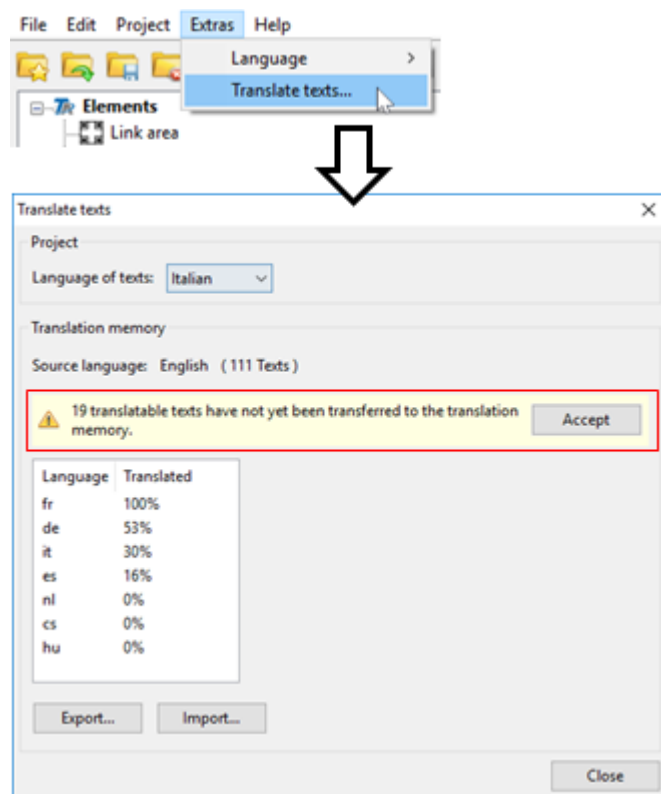 File Edit Project Extras Help
Language >
Translate texts...
Elements
Link area
Translate texts
Project
Language of texts: Italian
Translation memory
Source language: English ( 111 Texts )
19 translatable texts have not yet been transferred to the translation
memory.
Accept
Language Translated
fr 100%
de 53%
it 30%
es 16%
nl 0%
cs 0%
hu 0%
Export... Import...
Close